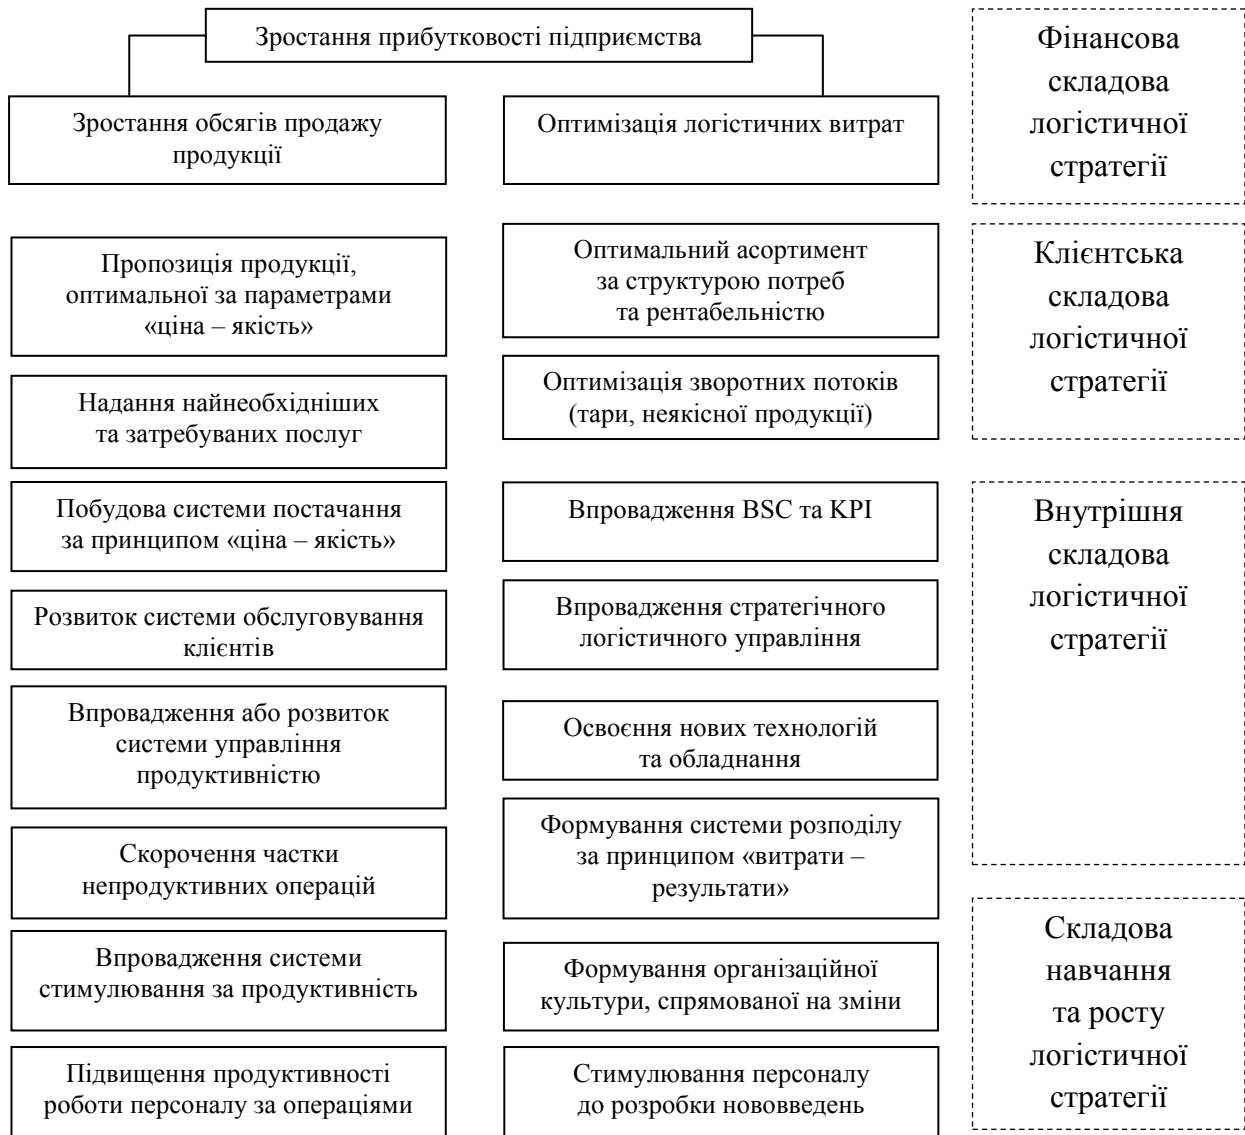 Зростання прибутковості підприємства
Фінансова
складова
логістичної
стратегії
Зростання обсягів продажу
продукції
Оптимізація логістичних витрат
Пропозиція продукції,
оптимальної за параметрами
«ціна – якість»
Оптимальний асортимент
за структурою потреб
та рентабельністю
Клієнтська
складова
логістичної
стратегії
Надання найнеобхідніших
та затребуваних послуг
Оптимізація зворотних потоків
(тари, неякісної продукції)
Побудова системи постачання
за принципом «ціна – якість»
Впровадження BSC та KPI
Внутрішня
складова
логістичної
стратегії
Розвиток системи обслуговування
клієнтів
Впровадження стратегічного
логістичного управління
Впровадження або розвиток
системи управління
продуктивністю
Освоєння нових технологій
та обладнання
Скорочення частки
непродуктивних операцій
Формування системи розподілу
за принципом «витрати –
результати»
Складова
навчання
та росту
логістичної
стратегії
Впровадження системи
стимулювання за продуктивність
Формування організаційної
культури, спрямованої на зміни
Підвищення продуктивності
роботи персоналу за операціями
Стимулювання персоналу
до розробки нововведень